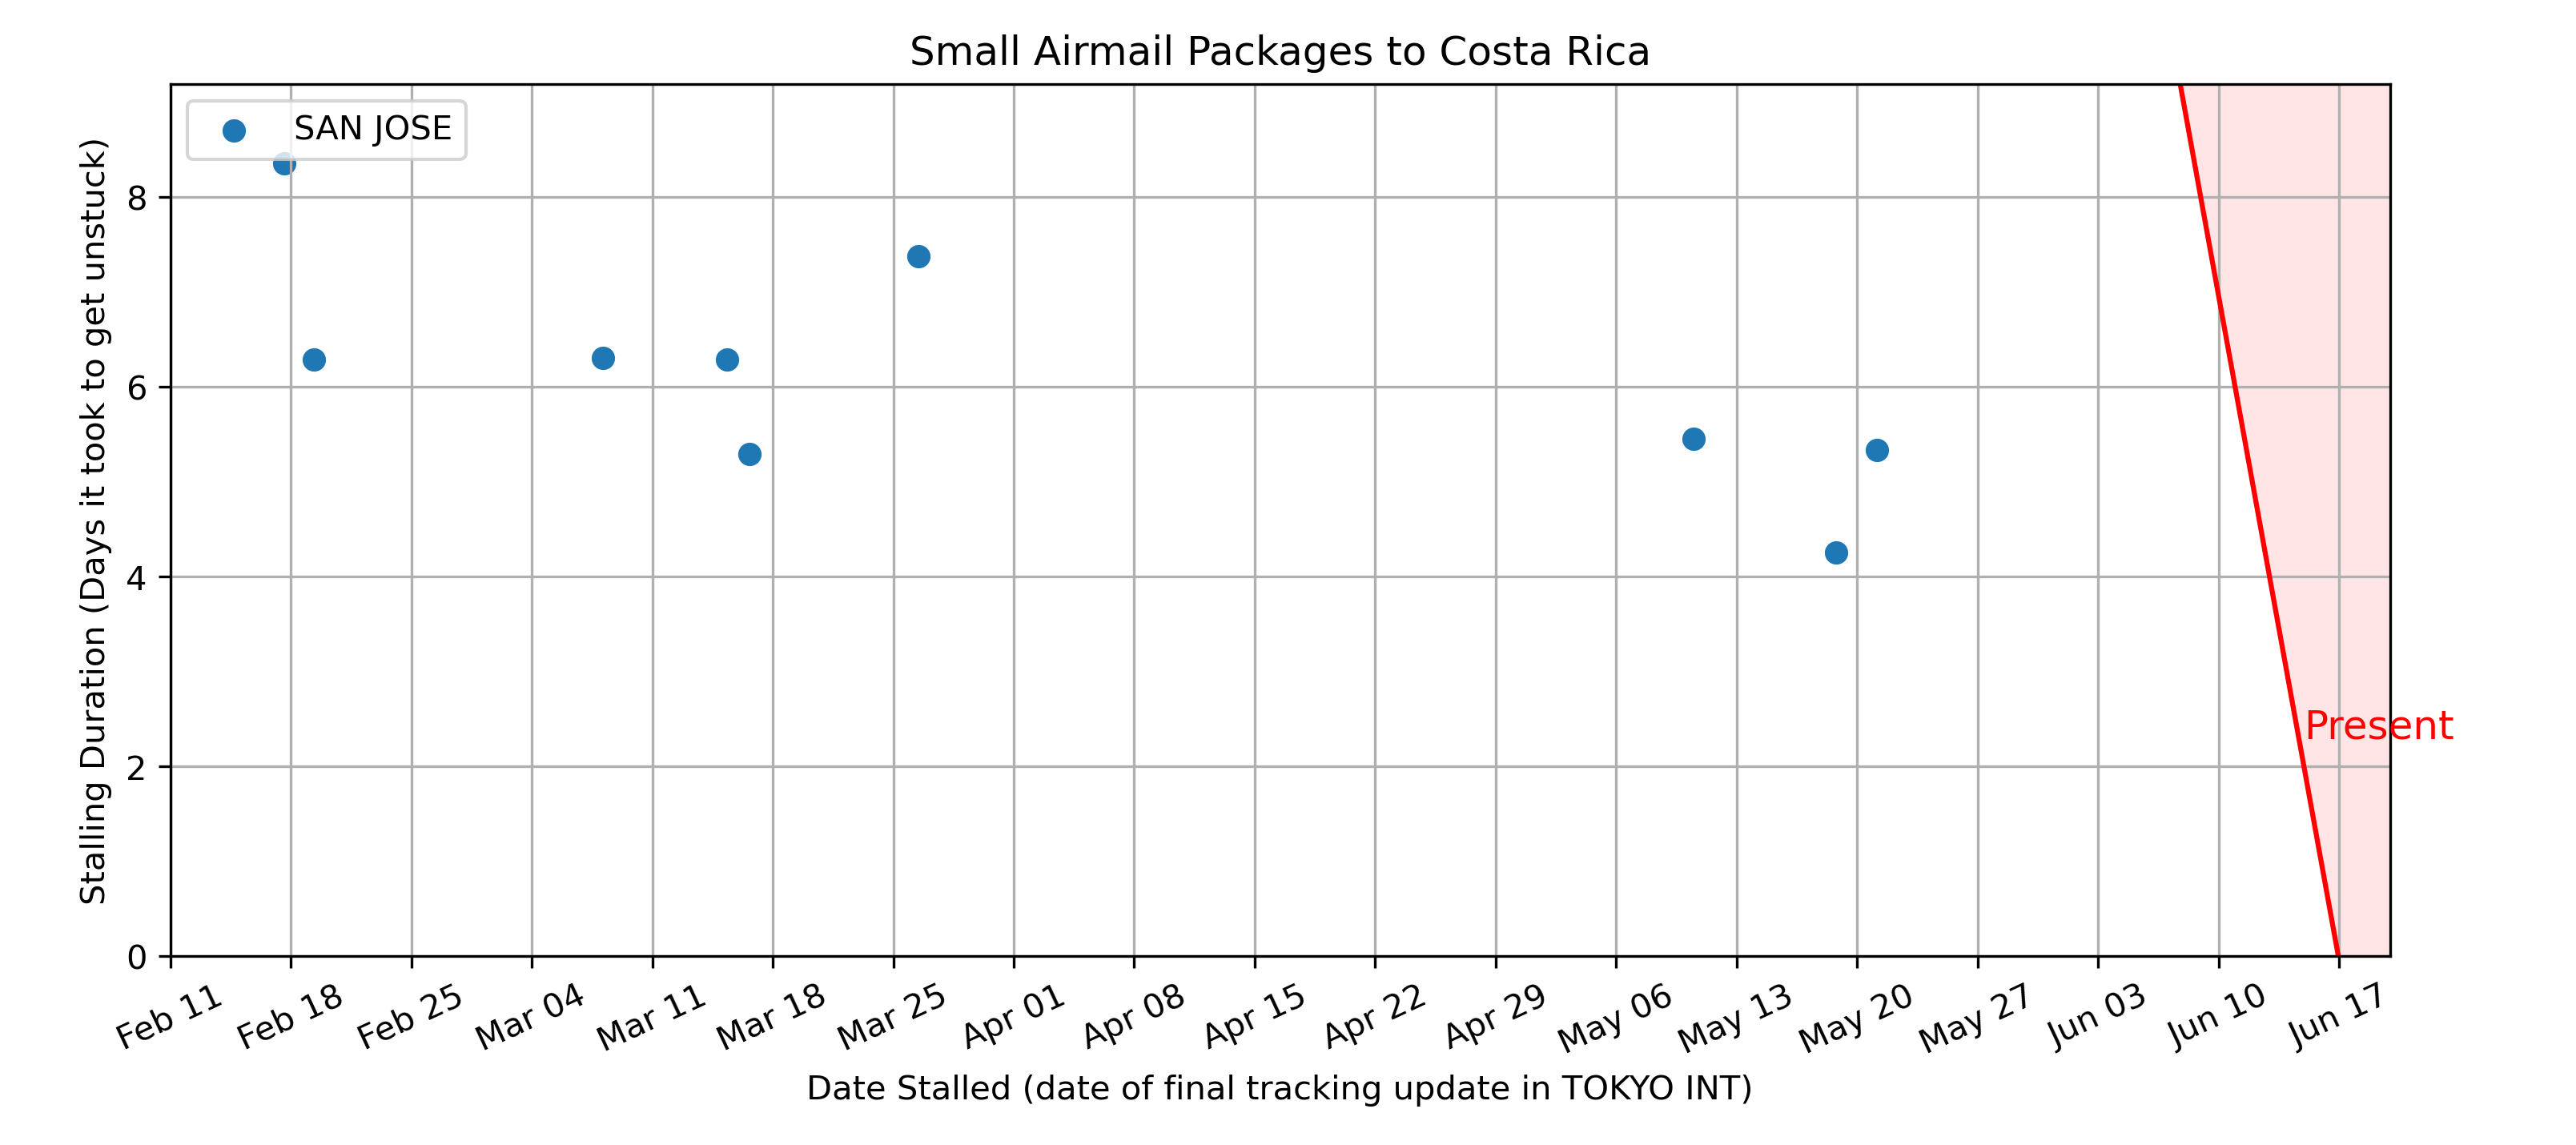 Small Airmail Packages to Costa Rica
SAN JOSE
Stalling Duration (Days it took to get unstuck)
8
6
4
2
0
Present
Feb 11
Feb 18
Feb 25
Mar 04
Mar 11
Mar 18
Mar 25
Apr 01
Apr 08
Apr 15
Apr 22
Apr 29
May 06
May 13
May 20
May 27
Jun 03
Jun 10
Jun 17
Date Stalled (date of final tracking update in TOKYO INT)